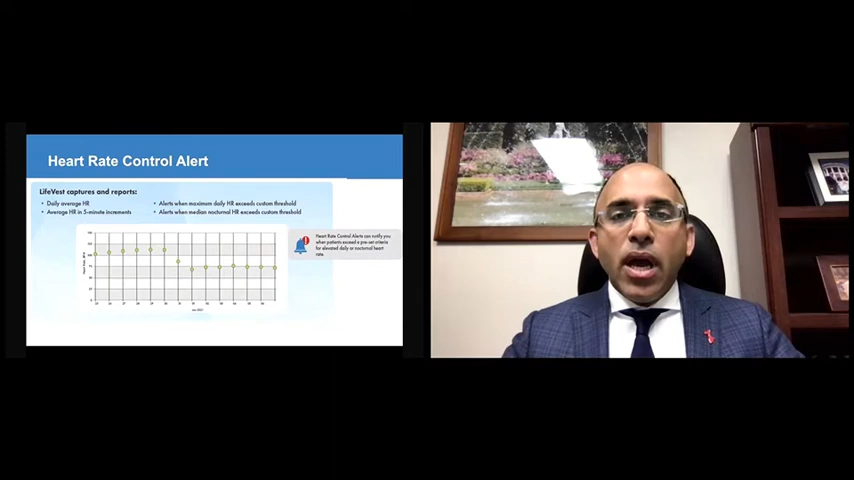 Heart Rate Control Alert
LifeVest captures and reports:
• Daily average HR
• Average HR in 5-minute increments
• Alerts when maximum daily HR exceeds custom threshold
• Alerts when median nocturnal HR exceeds custom threshold
Heart Rate Control Alerts can notify you
when patients exceed a pre-set criteria
for elevated daily or nocturnal heart
rate.